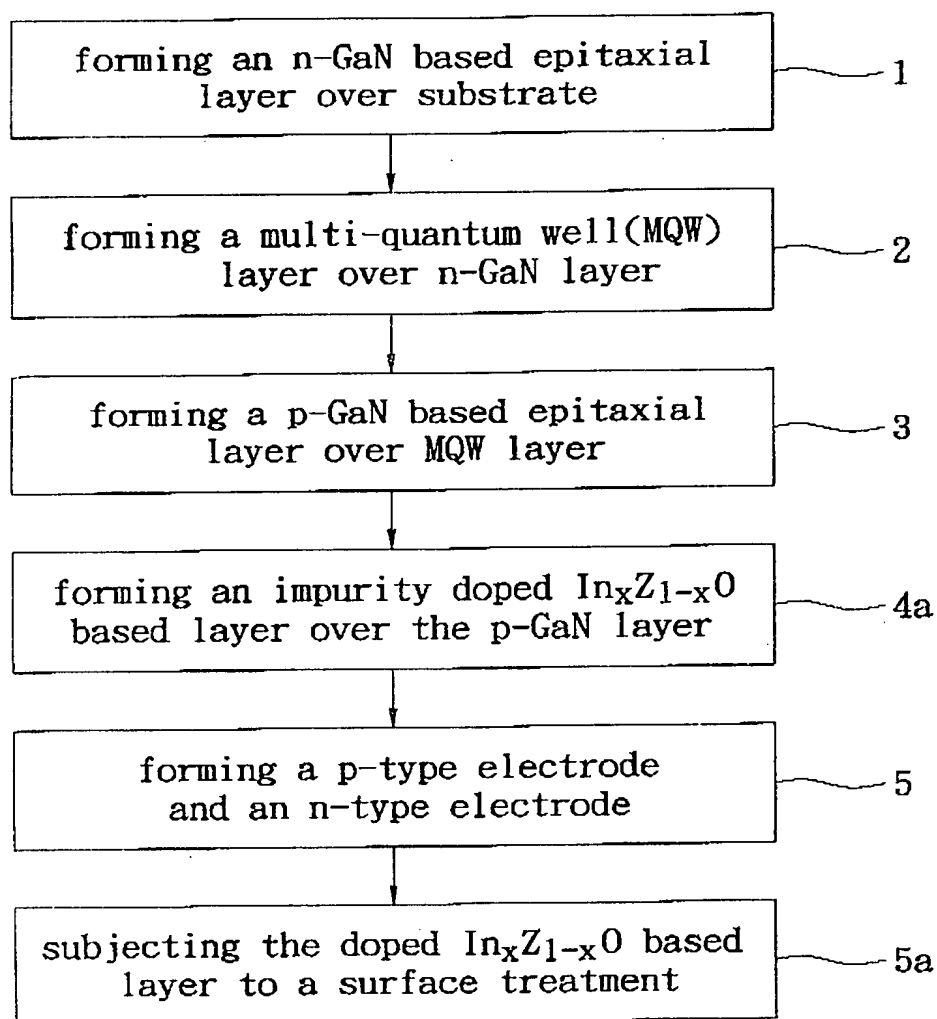 forming an n-GaN based epitaxial
layer over substrate
1
forming a multi-quantum well(MQW)
layer over n-GaN layer
2
forming a p-GaN based epitaxial
layer over MQW layer
3
forming an impurity doped InₓZ₁₋ₓO
based layer over the p-GaN layer
4a
forming a p-type electrode
and an n-type electrode
5
subjecting the doped InₓZ₁₋ₓO based
layer to a surface treatment
5a